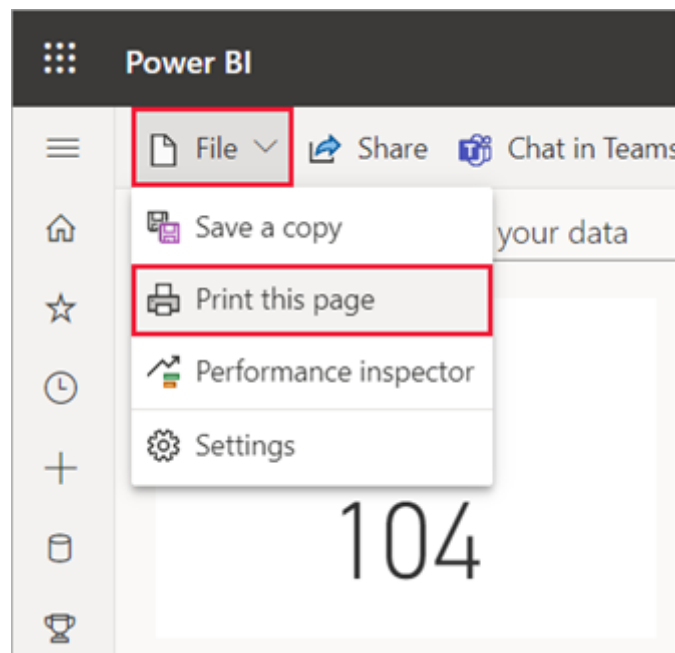 Power BI
File Share Chat in Teams
Save a copy
your data
Print this page
Performance inspector
Settings
104